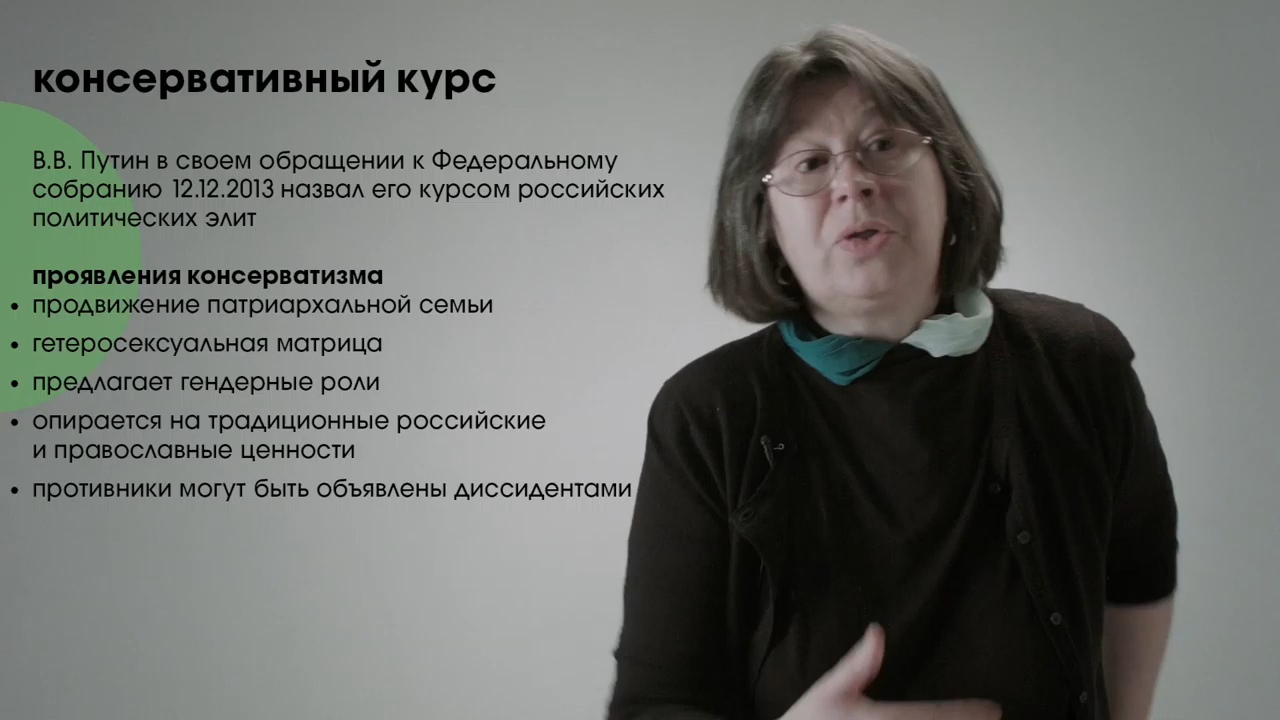 консервативный курс
В.В. Путин в своем обращении к Федеральному
собранию 12.12.2013 назвал его курсом российских
политических элит
проявления консерватизма
• продвижение патриархальной семьи
• гетеросексуальная матрица
• предлагает гендерные роли
• опирается на традиционные российские
и православные ценности
• противники могут быть объявлены диссидентами